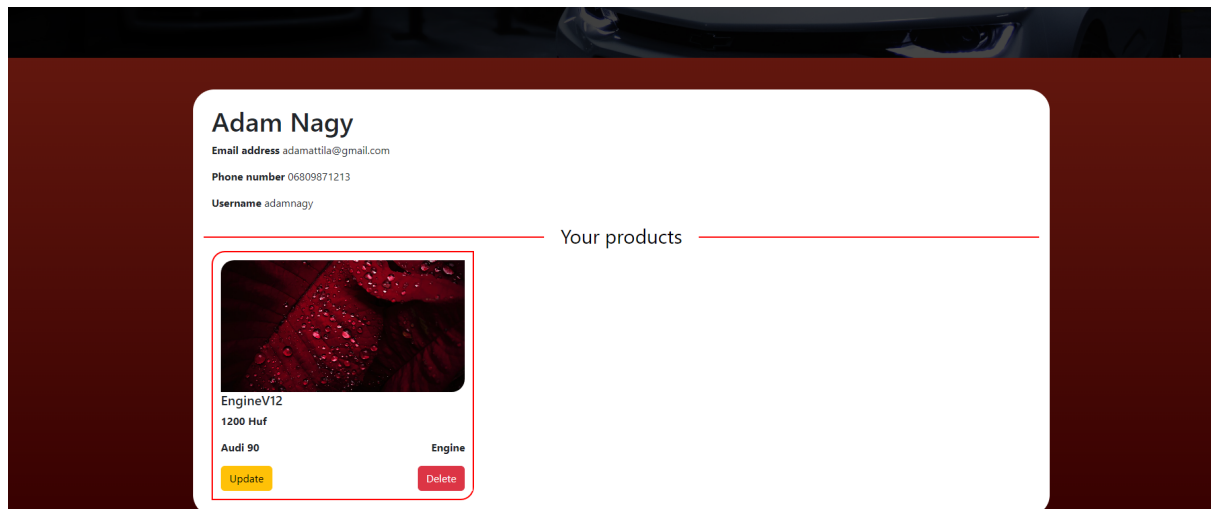 Adam Nagy
Email address adamattila@gmail.com
Phone number 06809871213
Username adamnagy
Your products
EngineV12
1200 Huf
Audi 90 Engine
Update Delete